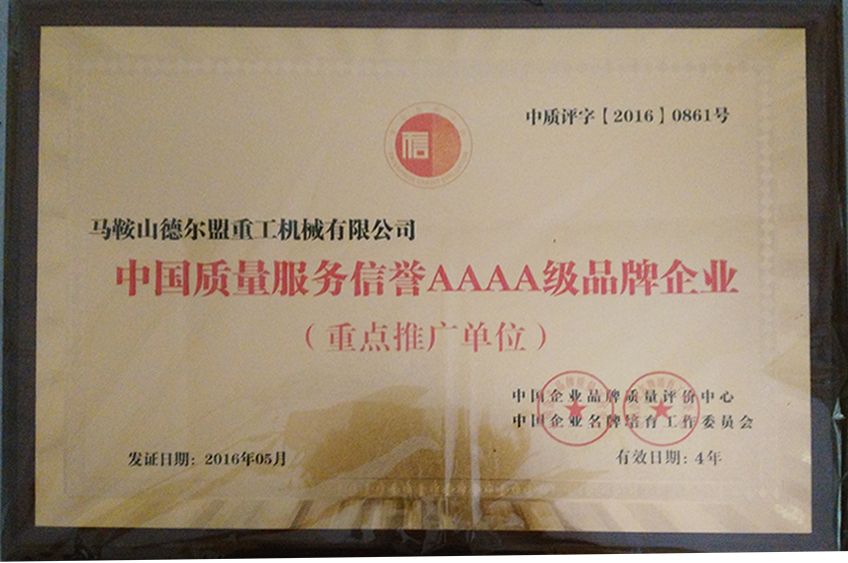 中质评字【2016】0861号
信
马鞍山德尔盟重工机械有限公司
中国质量服务信誉AAAA级品牌企业
（重点推广单位）
中国企业品牌质量评价中心
中国企业名牌培育工作委员会
发证日期：2016年05月
有效日期：4年